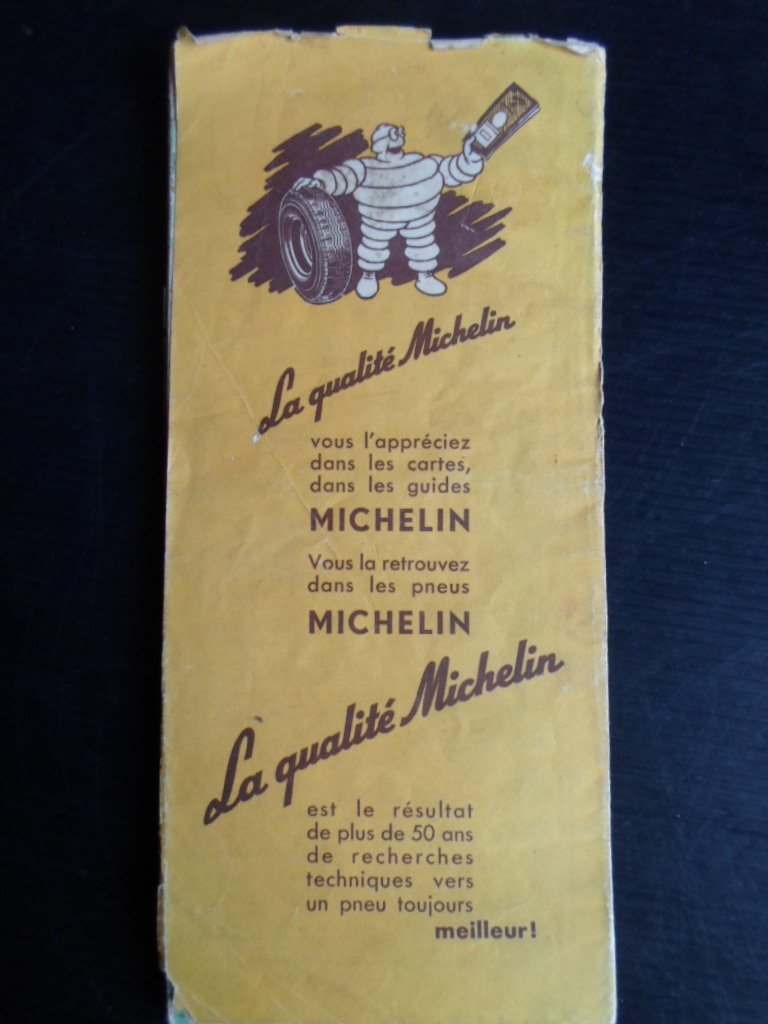 La qualité Michelin
vous l'appréciez
dans les cartes,
dans les guides
MICHELIN
Vous la retrouvez
dans les pneus
MICHELIN
La qualité Michelin
est le résultat
de plus de 50 ans
de recherches
techniques vers
un pneu toujours
meilleur!